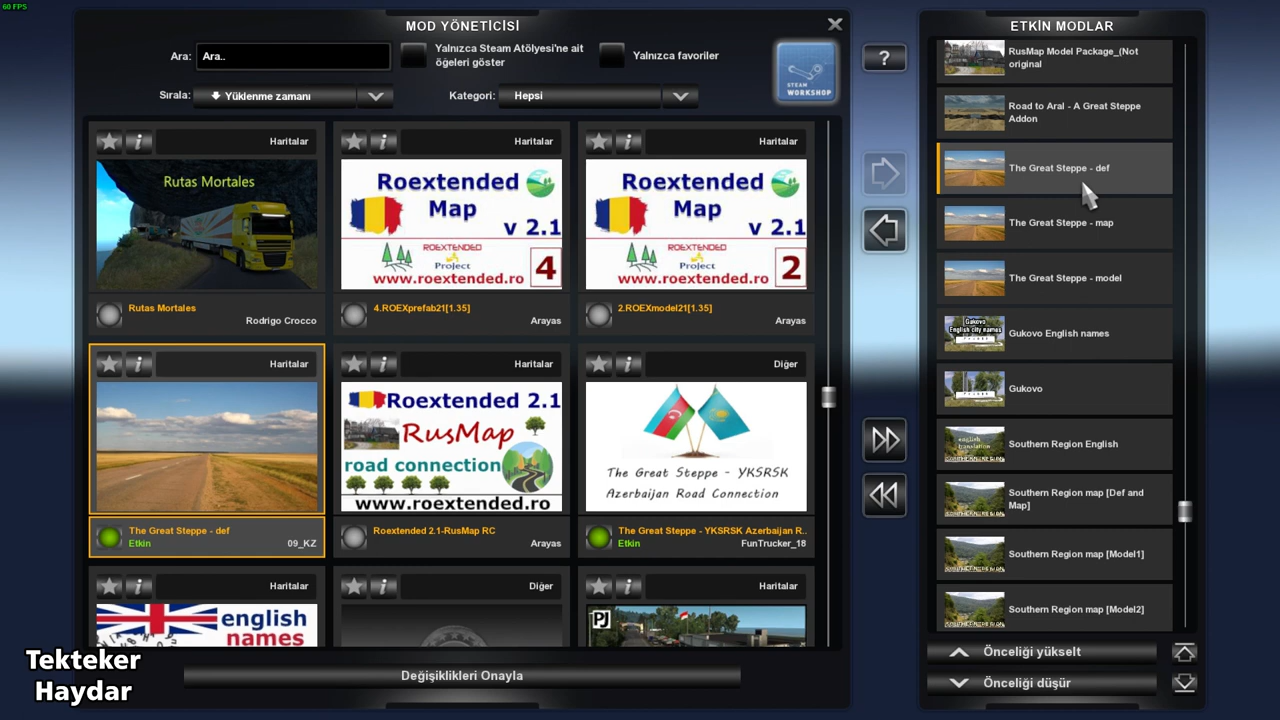 60 FPS
MOD YÖNETİCİSİ
Ara:
Ara..
Yalnızca Steam Atölyesi'ne ait
öğeleri göster
Yalnızca favoriler
STEAM
WORKSHOP
Sırala:
Yüklenme zamanı
Kategori:
Hepsi
Haritalar
Rutas Mortales
Rutas Mortales
Rodrigo Crocco
Haritalar
Roextended
Map
v 2.1
ROEXTENDED
Project
4
www.roextended.ro
4.ROEXprefab21[1.35]
Arayas
Haritalar
Roextended
Map
v 2.1
ROEXTENDED
Project
2
www.roextended.ro
2.ROEXmodel21[1.35]
Arayas
Haritalar
The Great Steppe - def
Etkin
09_KZ
Haritalar
Roextended 2.1
RusMap
road connection
www.roextended.ro
Roextended 2.1-RusMap RC
Arayas
Diğer
The Great Steppe - YKSRSK
Azerbaijan Road Connection
The Great Steppe - YKSRSK Azerbaijan R..
Etkin
FunTrucker_18
Haritalar
english
names
Diğer
Haritalar
PJ
Değişiklikleri Onayla
?
ETKİN MODLAR
RusMap Model Package_(Not
original
Road to Aral - A Great Steppe
Addon
The Great Steppe - def
The Great Steppe - map
The Great Steppe - model
Gukovo
English city names
Gukovo English names
Gukovo
english
translation
Southern Region English
Southern Region map [Def and
Map]
Southern Region map [Model1]
Southern Region map [Model2]
Önceliği yükselt
Önceliği düşür
Tekteker
Haydar